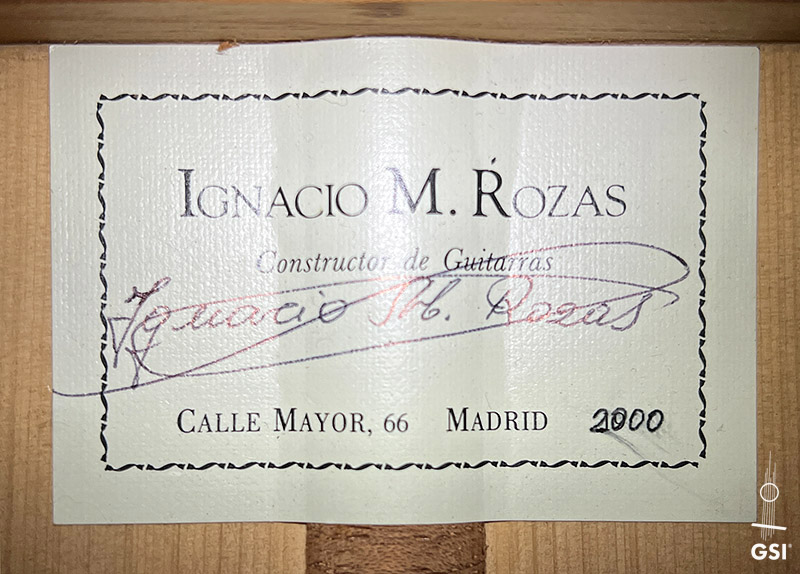 IGNACIO M. ROZAS
Constructor de Guitarras
Ignacio M. Rozas
CALLE MAYOR, 66 MADRID 2000
GSI